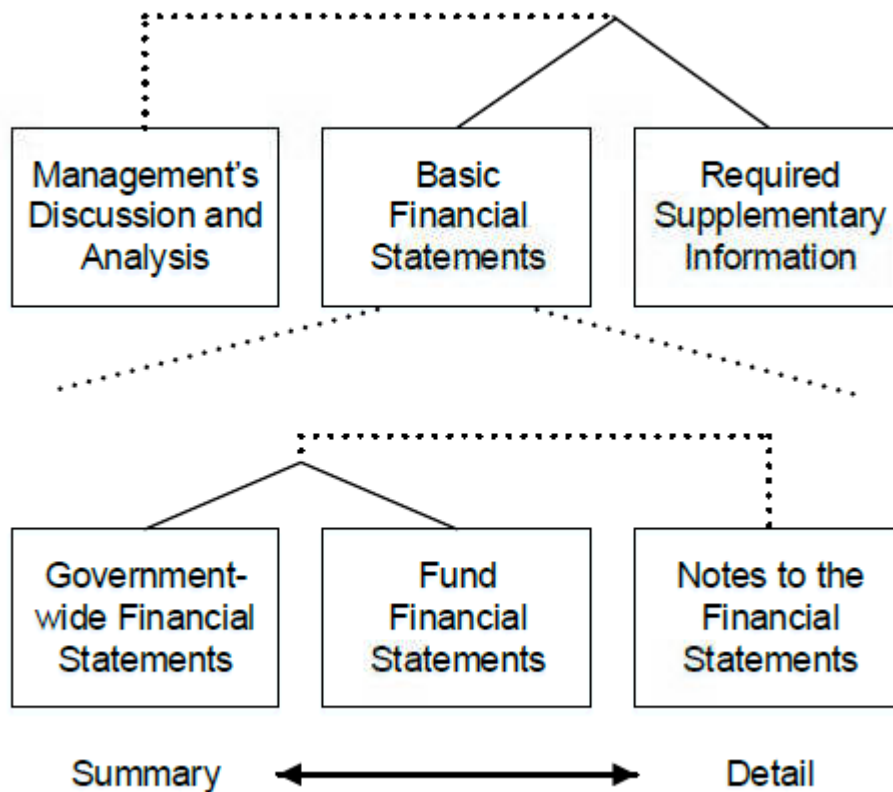 Management's
Discussion and
Analysis
Basic
Financial
Statements
Required
Supplementary
Information
Government-
wide Financial
Statements
Fund
Financial
Statements
Notes to the
Financial
Statements
Summary
Detail